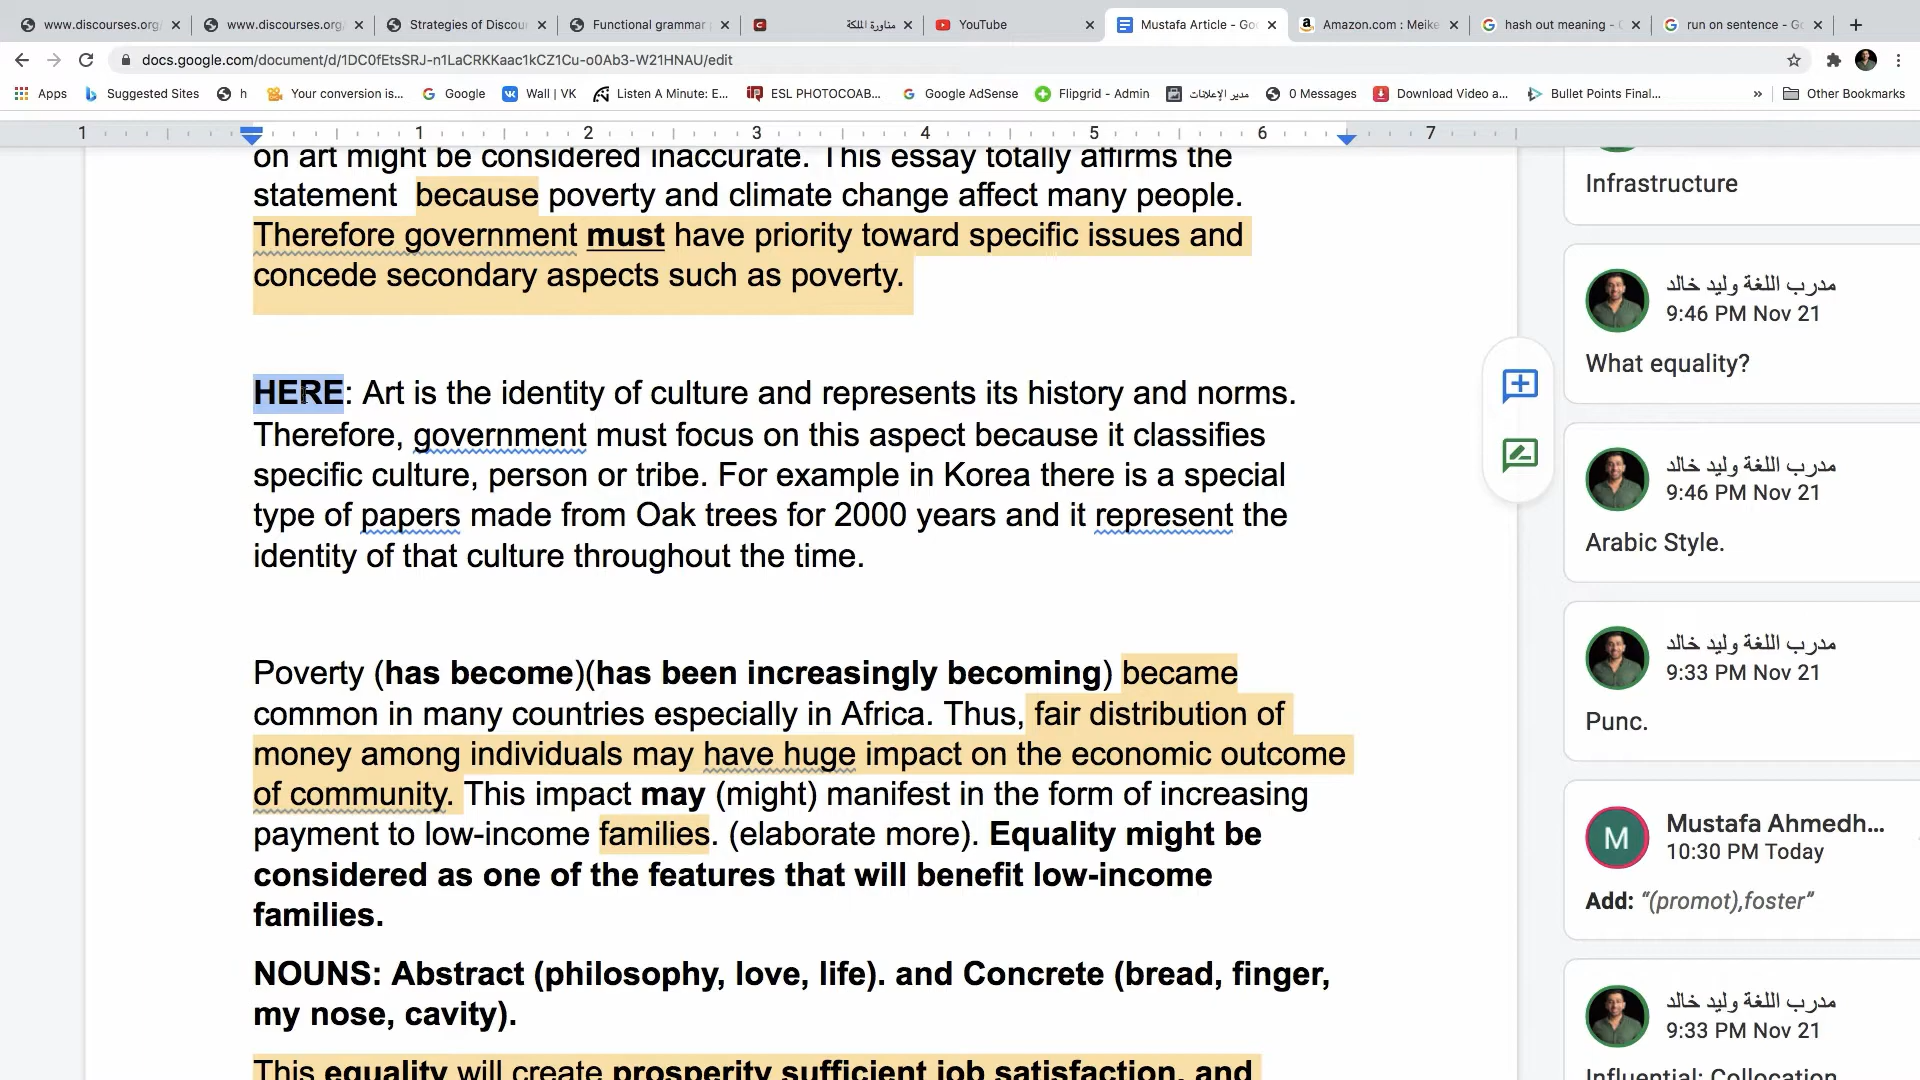 www.discourses.org/
www.discourses.org/
Strategies of Discou
Functional grammar
مناورة الملكة
YouTube
Mustafa Article - Goo
Amazon.com : Meike
hash out meaning - G
run on sentence - Go
docs.google.com/document/d/1DC0fEtsSRJ-n1LaCRKKaac1kCZ1Cu-o0Ab3-W21HNAU/edit
Apps
Suggested Sites
h
Your conversion is...
Google
Wall | VK
Listen A Minute: E...
ESL PHOTOCOAB...
Google AdSense
Flipgrid - Admin
مدير الإعلانات
0 Messages
Download Video a...
Bullet Points Final...
»
Other Bookmarks
1 1 2 3 4 5 6 7
on art might be considered inaccurate. This essay totally affirms the
statement because poverty and climate change affect many people.
Therefore government must have priority toward specific issues and
concede secondary aspects such as poverty.
HERE: Art is the identity of culture and represents its history and norms.
Therefore, government must focus on this aspect because it classifies
specific culture, person or tribe. For example in Korea there is a special
type of papers made from Oak trees for 2000 years and it represent the
identity of that culture throughout the time.
Poverty (has become)(has been increasingly becoming) became
common in many countries especially in Africa. Thus, fair distribution of
money among individuals may have huge impact on the economic outcome
of community. This impact may (might) manifest in the form of increasing
payment to low-income families. (elaborate more). Equality might be
considered as one of the features that will benefit low-income
families.
NOUNS: Abstract (philosophy, love, life). and Concrete (bread, finger,
my nose, cavity).
This equality will create prosperity sufficient job satisfaction, and
Infrastructure
مدرب اللغة وليد خالد
9:46 PM Nov 21
What equality?
مدرب اللغة وليد خالد
9:46 PM Nov 21
Arabic Style.
مدرب اللغة وليد خالد
9:33 PM Nov 21
Punc.
M
Mustafa Ahmedh...
10:30 PM Today
Add: “(promot),foster”
مدرب اللغة وليد خالد
9:33 PM Nov 21
Influential: Collocation